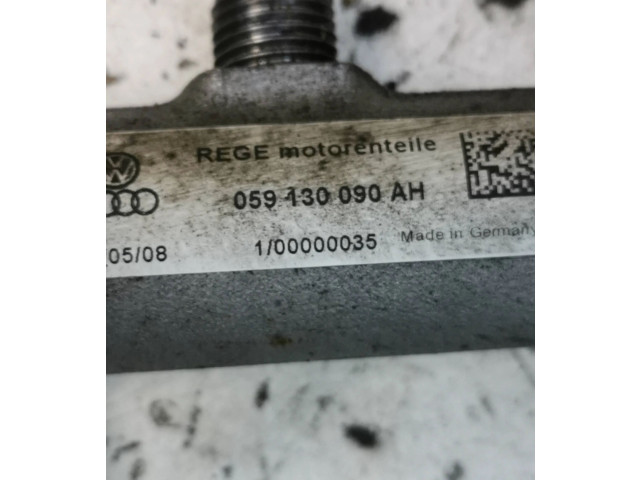 REGE motorenteile
059 130 090 AH
05/08 1/00000035 Made in Germany